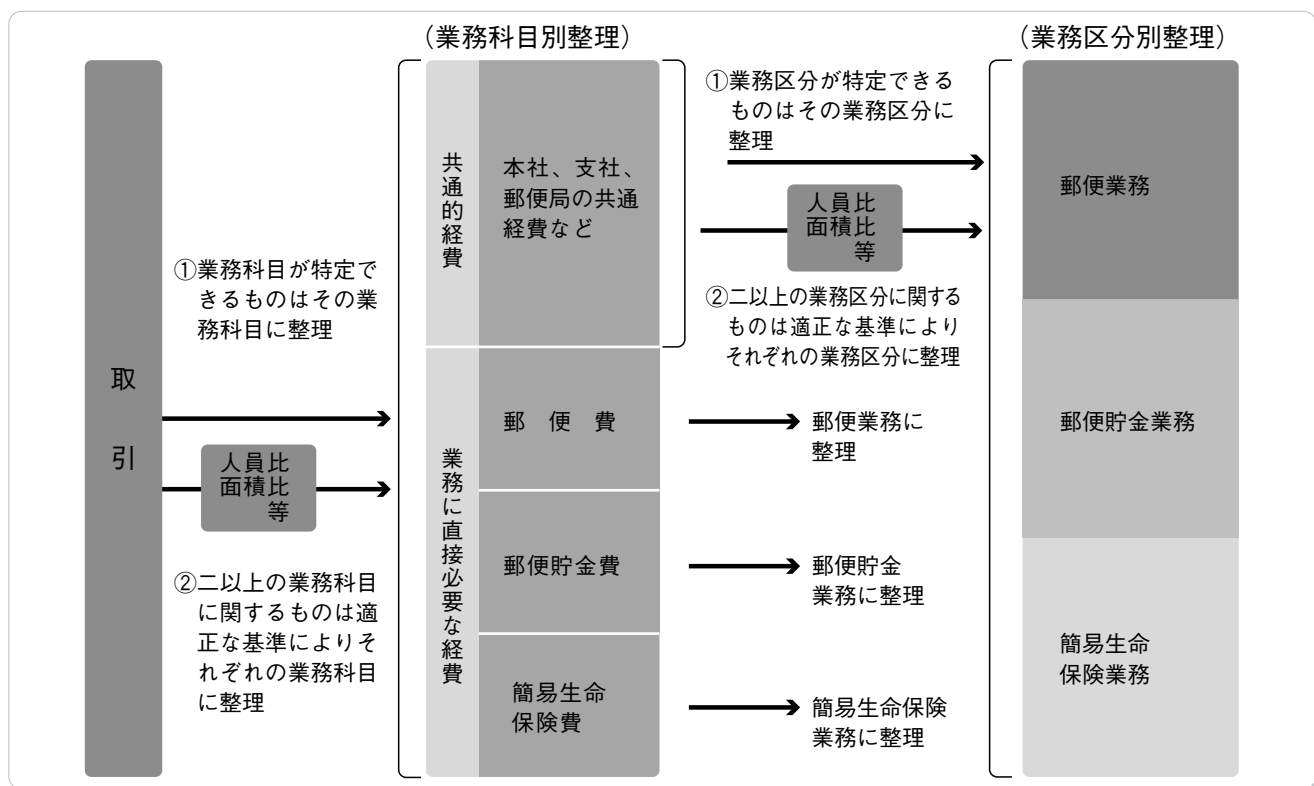 （業務科目別整理）
（業務区分別整理）
取
引
①業務科目が特定で
きるものはその業
務科目に整理
人員比
面積比
等
②二以上の業務科目
に関するものは適
正な基準によりそ
れぞれの業務科目
に整理
共通的経費
本社、支社、
郵便局の共通
経費など
業務に直接必要な経費
郵便費
郵便貯金費
簡易生命
保険費
①業務区分が特定できる
ものはその業務区分に
整理
人員比
面積比
等
②二以上の業務区分に関する
ものは適正な基準により
それぞれの業務区分に整理
郵便業務に
整理
郵便貯金
業務に整理
簡易生命保険
業務に整理
郵便業務
郵便貯金業務
簡易生命
保険業務